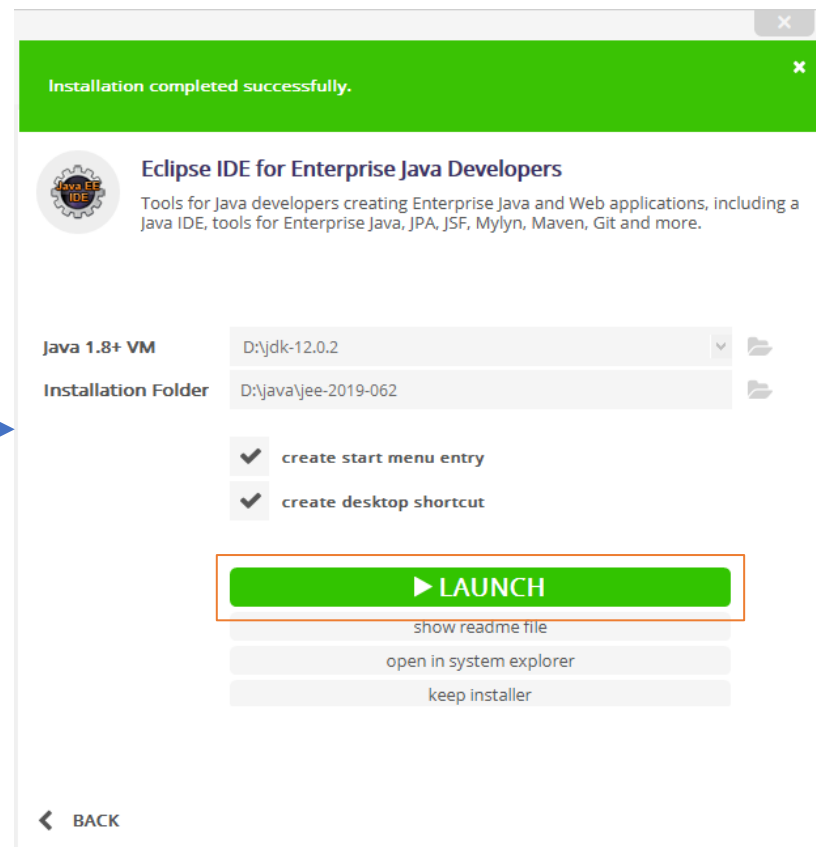 Installation completed successfully.
Java EE
IDE
Eclipse IDE for Enterprise Java Developers
Tools for Java developers creating Enterprise Java and Web applications, including a
Java IDE, tools for Enterprise Java, JPA, JSF, Mylyn, Maven, Git and more.
Java 1.8+ VM
D:\jdk-12.0.2
Installation Folder
D:\java\jee-2019-062
create start menu entry
create desktop shortcut
LAUNCH
show readme file
open in system explorer
keep installer
BACK